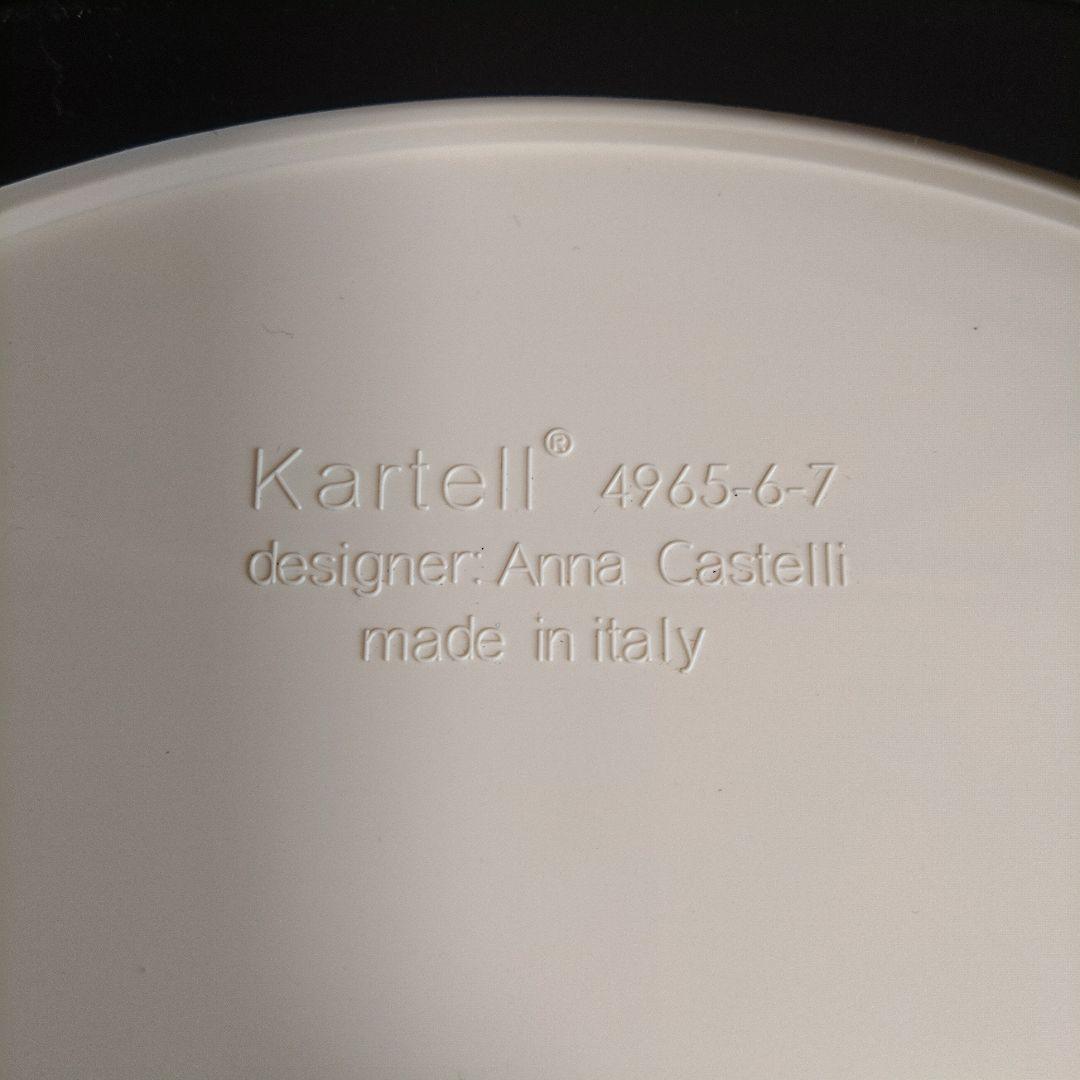 Kartell® 4965-6-7
designer: Anna Castelli
made in italy